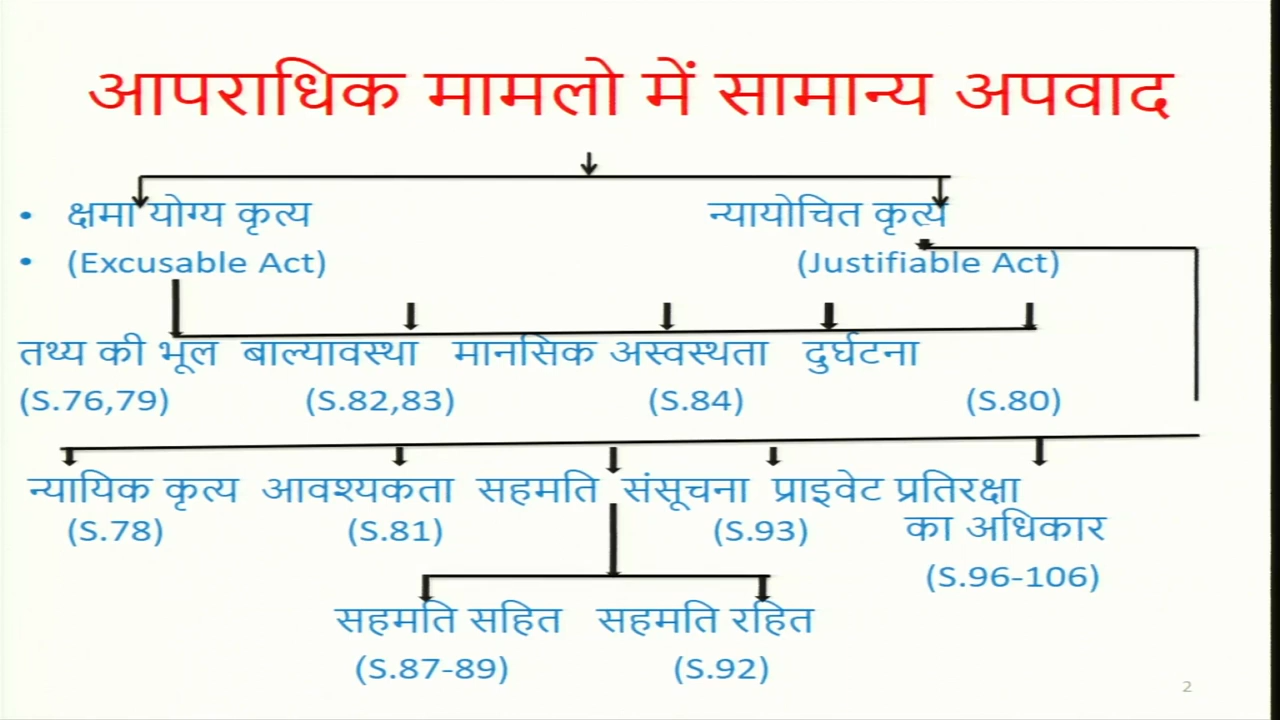 आपराधिक मामलो में सामान्य अपवाद
• क्षमा योग्य कृत्य न्यायोचित कृत्य
• (Excusable Act) (Justifiable Act)
तथ्य की भूल बाल्यावस्था मानसिक अस्वस्थता दुर्घटना
(S.76,79) (S.82,83) (S.84) (S.80)
न्यायिक कृत्य आवश्यकता सहमति संसूचना प्राइवेट प्रतिरक्षा
(S.78) (S.81) (S.93) का अधिकार
(S.96-106)
सहमति सहित सहमति रहित
(S.87-89) (S.92)
2